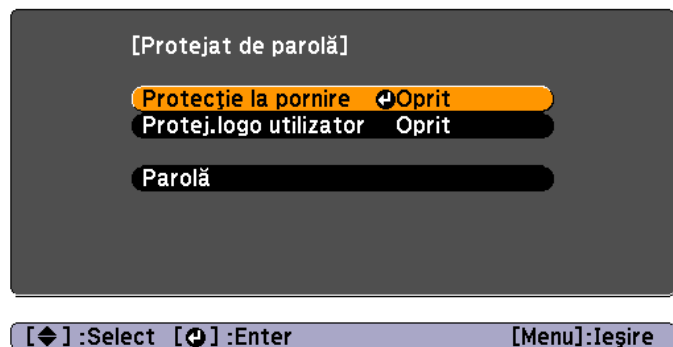 [Protejat de parolă]
Protecţie la pornire Oprit
Protej.logo utilizator Oprit
Parolă
[ ] :Select [ ] :Enter [Menu]:Ieşire